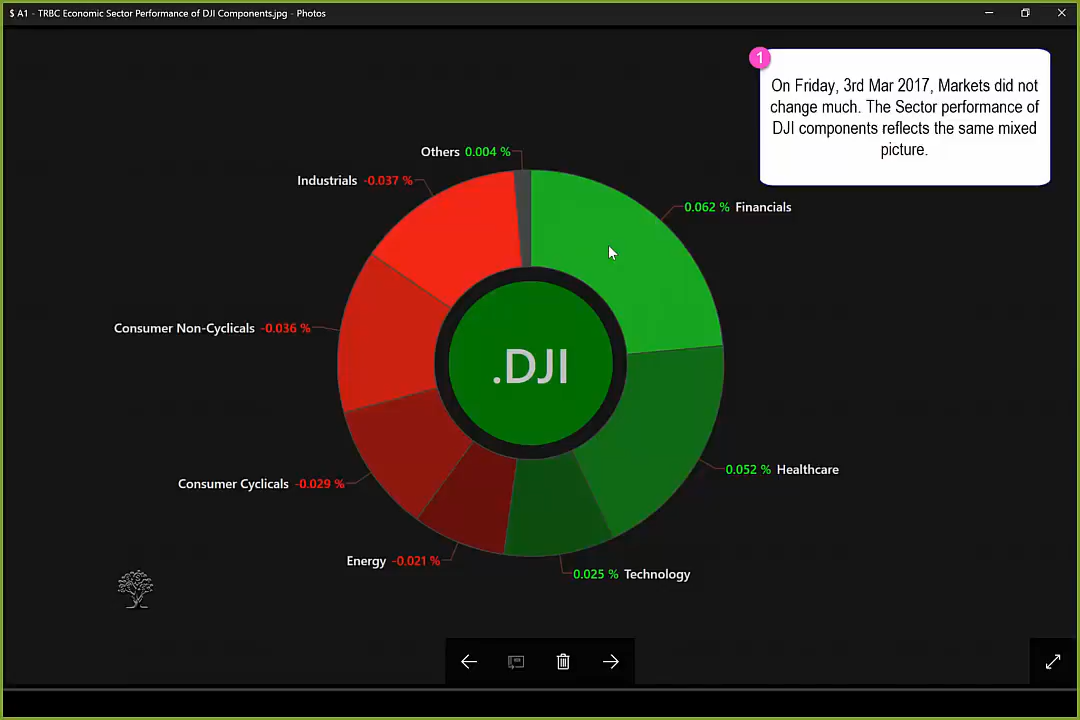 $ A1 - TRBC Economic Sector Performance of DJI Components.jpg - Photos
1
On Friday, 3rd Mar 2017, Markets did not
change much. The Sector performance of
DJI components reflects the same mixed
picture.
Others 0.004 %
Industrials -0.037 %
0.062 % Financials
Consumer Non-Cyclicals -0.036 %
.DJI
0.052 % Healthcare
Consumer Cyclicals -0.029 %
Energy -0.021 %
0.025 % Technology